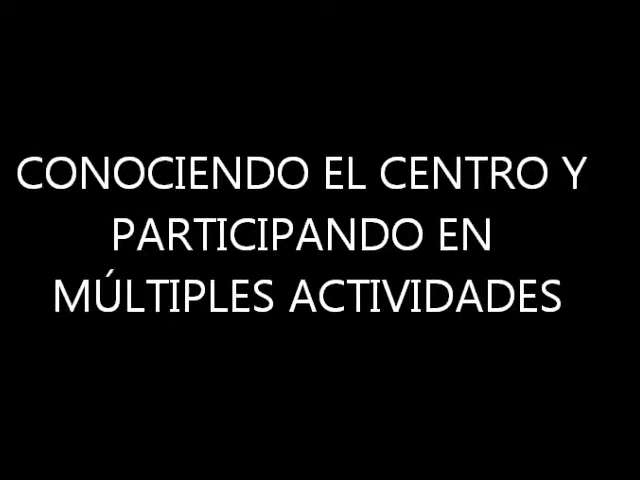 CONOCIENDO EL CENTRO Y
PARTICIPANDO EN
MÚLTIPLES ACTIVIDADES